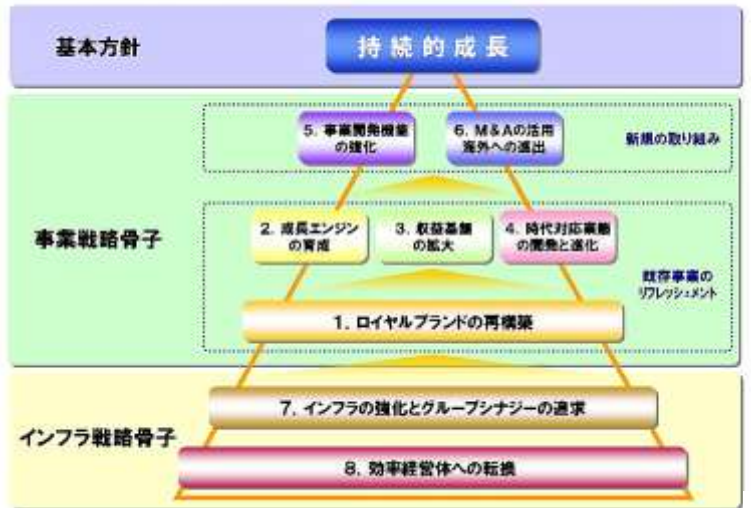 基本方針
持続的成長
5. 事業開発機能
の強化
6. M&Aの活用
海外への進出
新規の取り組み
事業戦略骨子
2. 成長エンジン
の育成
3. 収益基盤
の拡大
4. 時代対応業態
の開発と進化
既存事業の
リフレッシュメント
1. ロイヤルブランドの再構築
7. インフラの強化とグループシナジーの追求
インフラ戦略骨子
8. 効率経営体への転換